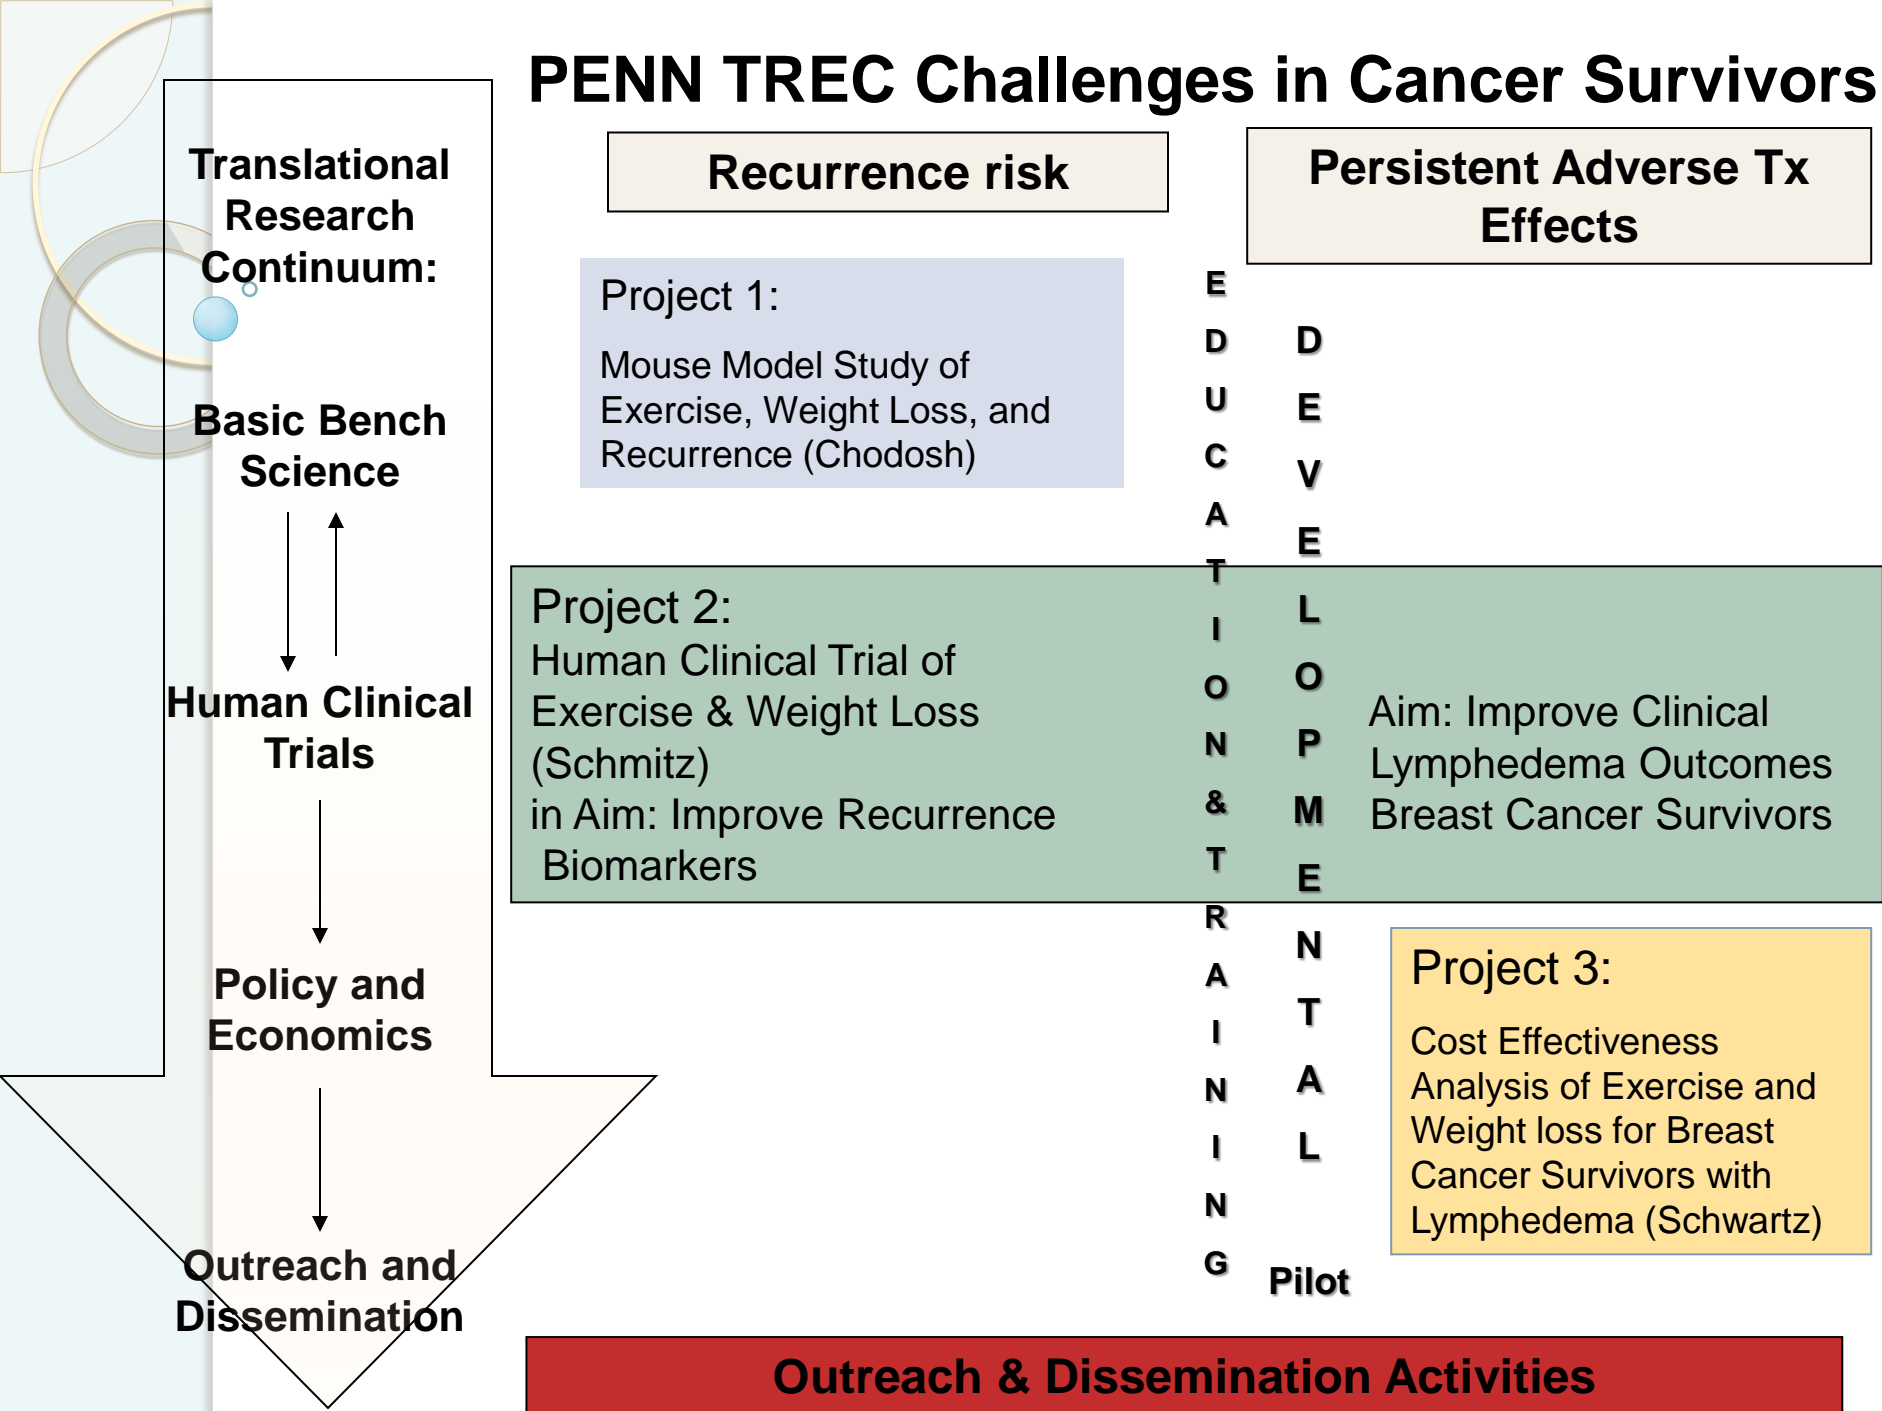 PENN TREC Challenges in Cancer Survivors
Translational
Research
Continuum:
Basic Bench
Science
Human Clinical
Trials
Policy and
Economics
Outreach and
Dissemination
Recurrence risk
Persistent Adverse Tx
Effects
Project 1:
Mouse Model Study of
Exercise, Weight Loss, and
Recurrence (Chodosh)
EDUCATION & TRAINING
DEVELOPMENTAL
Pilot
Project 2:
Human Clinical Trial of
Exercise & Weight Loss
(Schmitz)
in Aim: Improve Recurrence
Biomarkers
Aim: Improve Clinical
Lymphedema Outcomes
Breast Cancer Survivors
Project 3:
Cost Effectiveness
Analysis of Exercise and
Weight loss for Breast
Cancer Survivors with
Lymphedema (Schwartz)
Outreach & Dissemination Activities